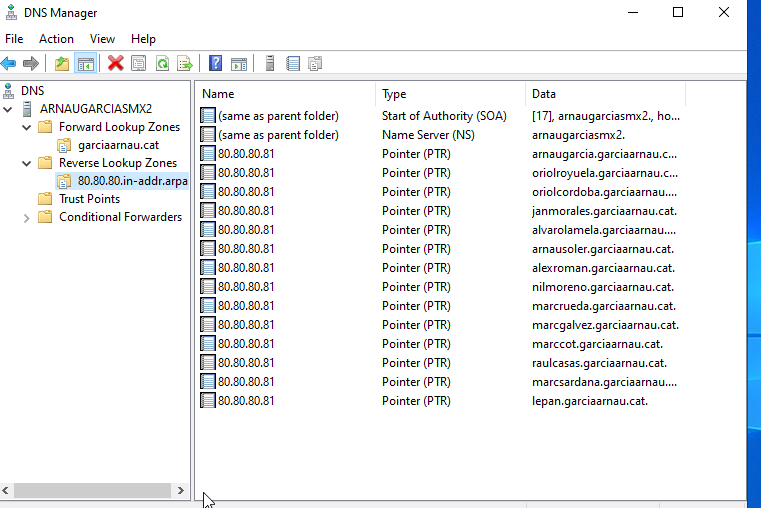 DNS Manager
File Action View Help
DNS
ARNAUGARCIASMX2
Forward Lookup Zones
garciaarnau.cat
Reverse Lookup Zones
80.80.80.in-addr.arpa
Trust Points
Conditional Forwarders
Name Type Data
(same as parent folder) Start of Authority (SOA) [17], arnaugarciasmx2., ho...
(same as parent folder) Name Server (NS) arnaugarciasmx2.
80.80.80.81 Pointer (PTR) arnaugarcia.garciaarnau.c...
80.80.80.81 Pointer (PTR) oriolroyuela.garciaarnau.c...
80.80.80.81 Pointer (PTR) oriolcordoba.garciaarnau....
80.80.80.81 Pointer (PTR) janmorales.garciaarnau.cat.
80.80.80.81 Pointer (PTR) alvarolamela.garciaarnau....
80.80.80.81 Pointer (PTR) arnausoler.garciaarnau.cat.
80.80.80.81 Pointer (PTR) alexroman.garciaarnau.cat.
80.80.80.81 Pointer (PTR) nilmoreno.garciaarnau.cat.
80.80.80.81 Pointer (PTR) marcrueda.garciaarnau.cat.
80.80.80.81 Pointer (PTR) marcgalvez.garciaarnau.cat.
80.80.80.81 Pointer (PTR) marccot.garciaarnau.cat.
80.80.80.81 Pointer (PTR) raulcasas.garciaarnau.cat.
80.80.80.81 Pointer (PTR) marcsardana.garciaarnau....
80.80.80.81 Pointer (PTR) lepan.garciaarnau.cat.